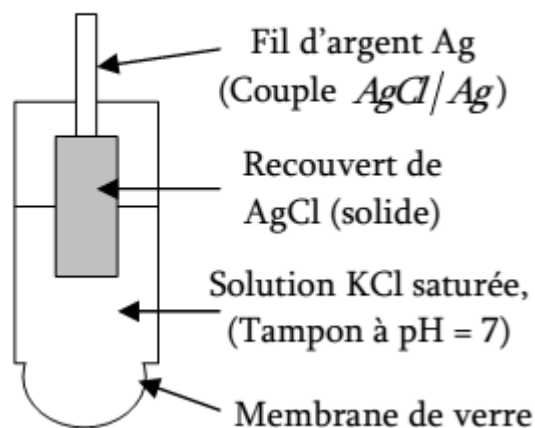 Fil d'argent Ag
(Couple AgCl/Ag)
Recouvert de
AgCl (solide)
Solution KCl saturée,
(Tampon à pH = 7)
Membrane de verre